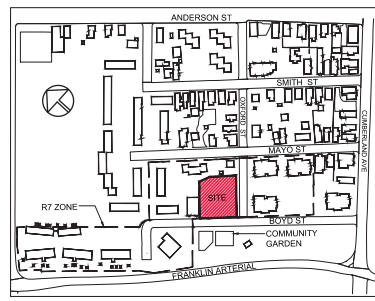 ANDERSON ST
SMITH ST
OXFORD ST
CUMBERLAND AVE
MAYO ST
SITE
R7 ZONE
BOYD ST
COMMUNITY
GARDEN
FRANKLIN ARTERIAL